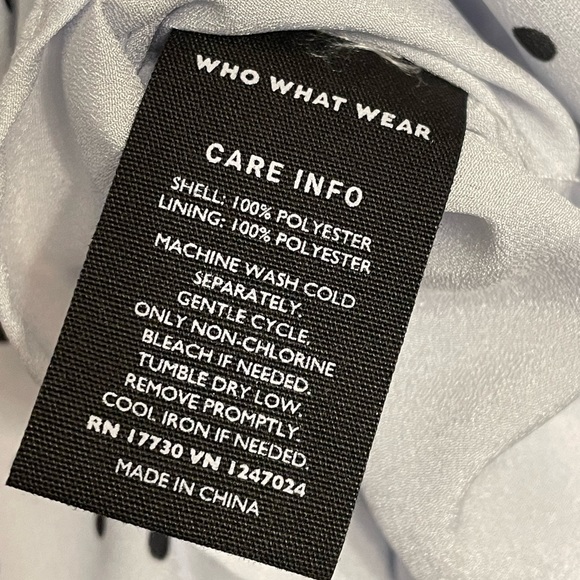 WHO WHAT WEAR
CARE INFO
SHELL: 100% POLYESTER
LINING: 100% POLYESTER
MACHINE WASH COLD
SEPARATELY.
GENTLE CYCLE,
ONLY NON-CHLORINE
BLEACH IF NEEDED.
TUMBLE DRY LOW,
REMOVE PROMPTLY.
COOL IRON IF NEEDED.
RN 17730 VN 1247024
MADE IN CHINA